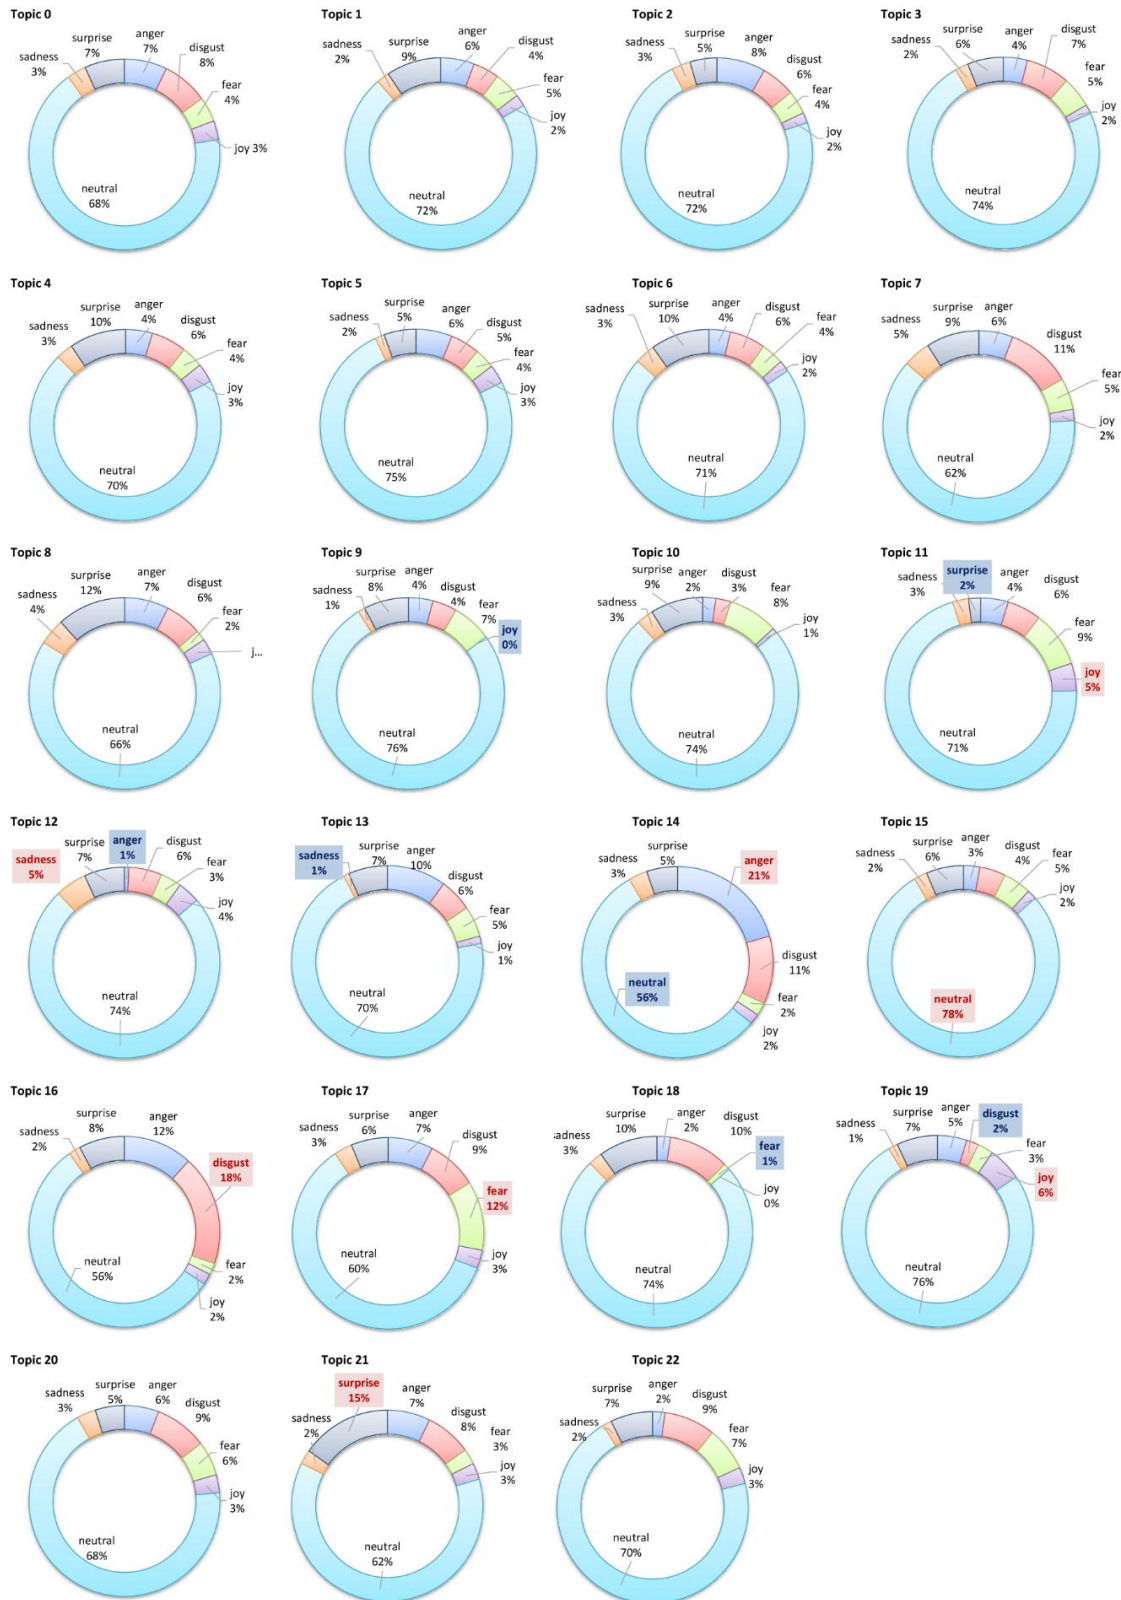 Topic 0
sadness
3%
surprise
7%
anger
7%
disgust
8%
fear
4%
joy 3%
neutral
68%
Topic 1
sadness
2%
surprise
9%
anger
6%
disgust
4%
fear
5%
joy
2%
neutral
72%
Topic 2
sadness
3%
surprise
5%
anger
8%
disgust
6%
fear
4%
joy
2%
neutral
72%
Topic 3
sadness
2%
surprise
6%
anger
4%
disgust
7%
fear
5%
joy
2%
neutral
74%
Topic 4
sadness
3%
surprise
10%
anger
4%
disgust
6%
fear
4%
joy
3%
neutral
70%
Topic 5
sadness
2%
surprise
5%
anger
6%
disgust
5%
fear
4%
joy
3%
neutral
75%
Topic 6
sadness
3%
surprise
10%
anger
4%
disgust
6%
fear
4%
joy
2%
neutral
71%
Topic 7
sadness
5%
surprise
9%
anger
6%
disgust
11%
fear
5%
joy
2%
neutral
62%
Topic 8
sadness
4%
surprise
12%
anger
7%
disgust
6%
fear
2%
j...
neutral
66%
Topic 9
sadness
1%
surprise
8%
anger
4%
disgust
4%
fear
7%
joy
0%
neutral
76%
Topic 10
sadness
3%
surprise
9%
anger
2%
disgust
3%
fear
8%
joy
1%
neutral
74%
Topic 11
sadness
3%
surprise
2%
anger
4%
disgust
6%
fear
9%
joy
5%
neutral
71%
Topic 12
sadness
5%
surprise
7%
anger
1%
disgust
6%
fear
3%
joy
4%
neutral
74%
Topic 13
sadness
1%
surprise
7%
anger
10%
disgust
6%
fear
5%
joy
1%
neutral
70%
Topic 14
sadness
3%
surprise
5%
anger
21%
disgust
11%
fear
2%
joy
2%
neutral
56%
Topic 15
sadness
2%
surprise
6%
anger
3%
disgust
4%
fear
5%
joy
2%
neutral
78%
Topic 16
sadness
2%
surprise
8%
anger
12%
disgust
18%
fear
2%
joy
2%
neutral
56%
Topic 17
sadness
3%
surprise
6%
anger
7%
disgust
9%
fear
12%
joy
3%
neutral
60%
Topic 18
sadness
3%
surprise
10%
anger
2%
disgust
10%
fear
1%
joy
0%
neutral
74%
Topic 19
sadness
1%
surprise
7%
anger
5%
disgust
2%
fear
3%
joy
6%
neutral
76%
Topic 20
sadness
3%
surprise
5%
anger
6%
disgust
9%
fear
6%
joy
3%
neutral
68%
Topic 21
sadness
2%
surprise
15%
anger
7%
disgust
8%
fear
3%
joy
3%
neutral
62%
Topic 22
sadness
2%
surprise
7%
anger
2%
disgust
9%
fear
7%
joy
3%
neutral
70%